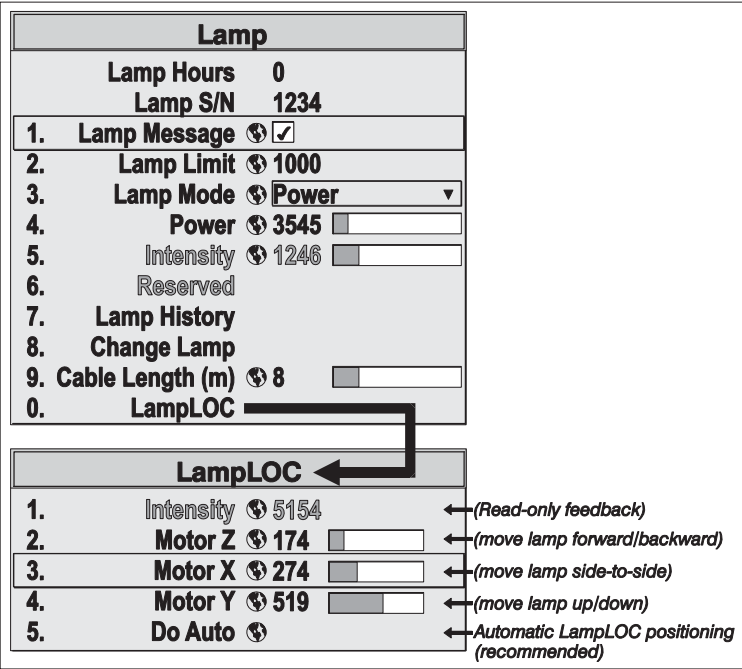 Lamp
Lamp Hours 0
Lamp S/N 1234
1. Lamp Message ✓
2. Lamp Limit 1000
3. Lamp Mode Power ▼
4. Power 3545
5. Intensity 1246
6. Reserved
7. Lamp History
8. Change Lamp
9. Cable Length (m) 8
0. LampLOC
LampLOC
1. Intensity 5154 (Read-only feedback)
2. Motor Z 174 (move lamp forward/backward)
3. Motor X 274 (move lamp side-to-side)
4. Motor Y 519 (move lamp up/down)
5. Do Auto Automatic LampLOC positioning
(recommended)